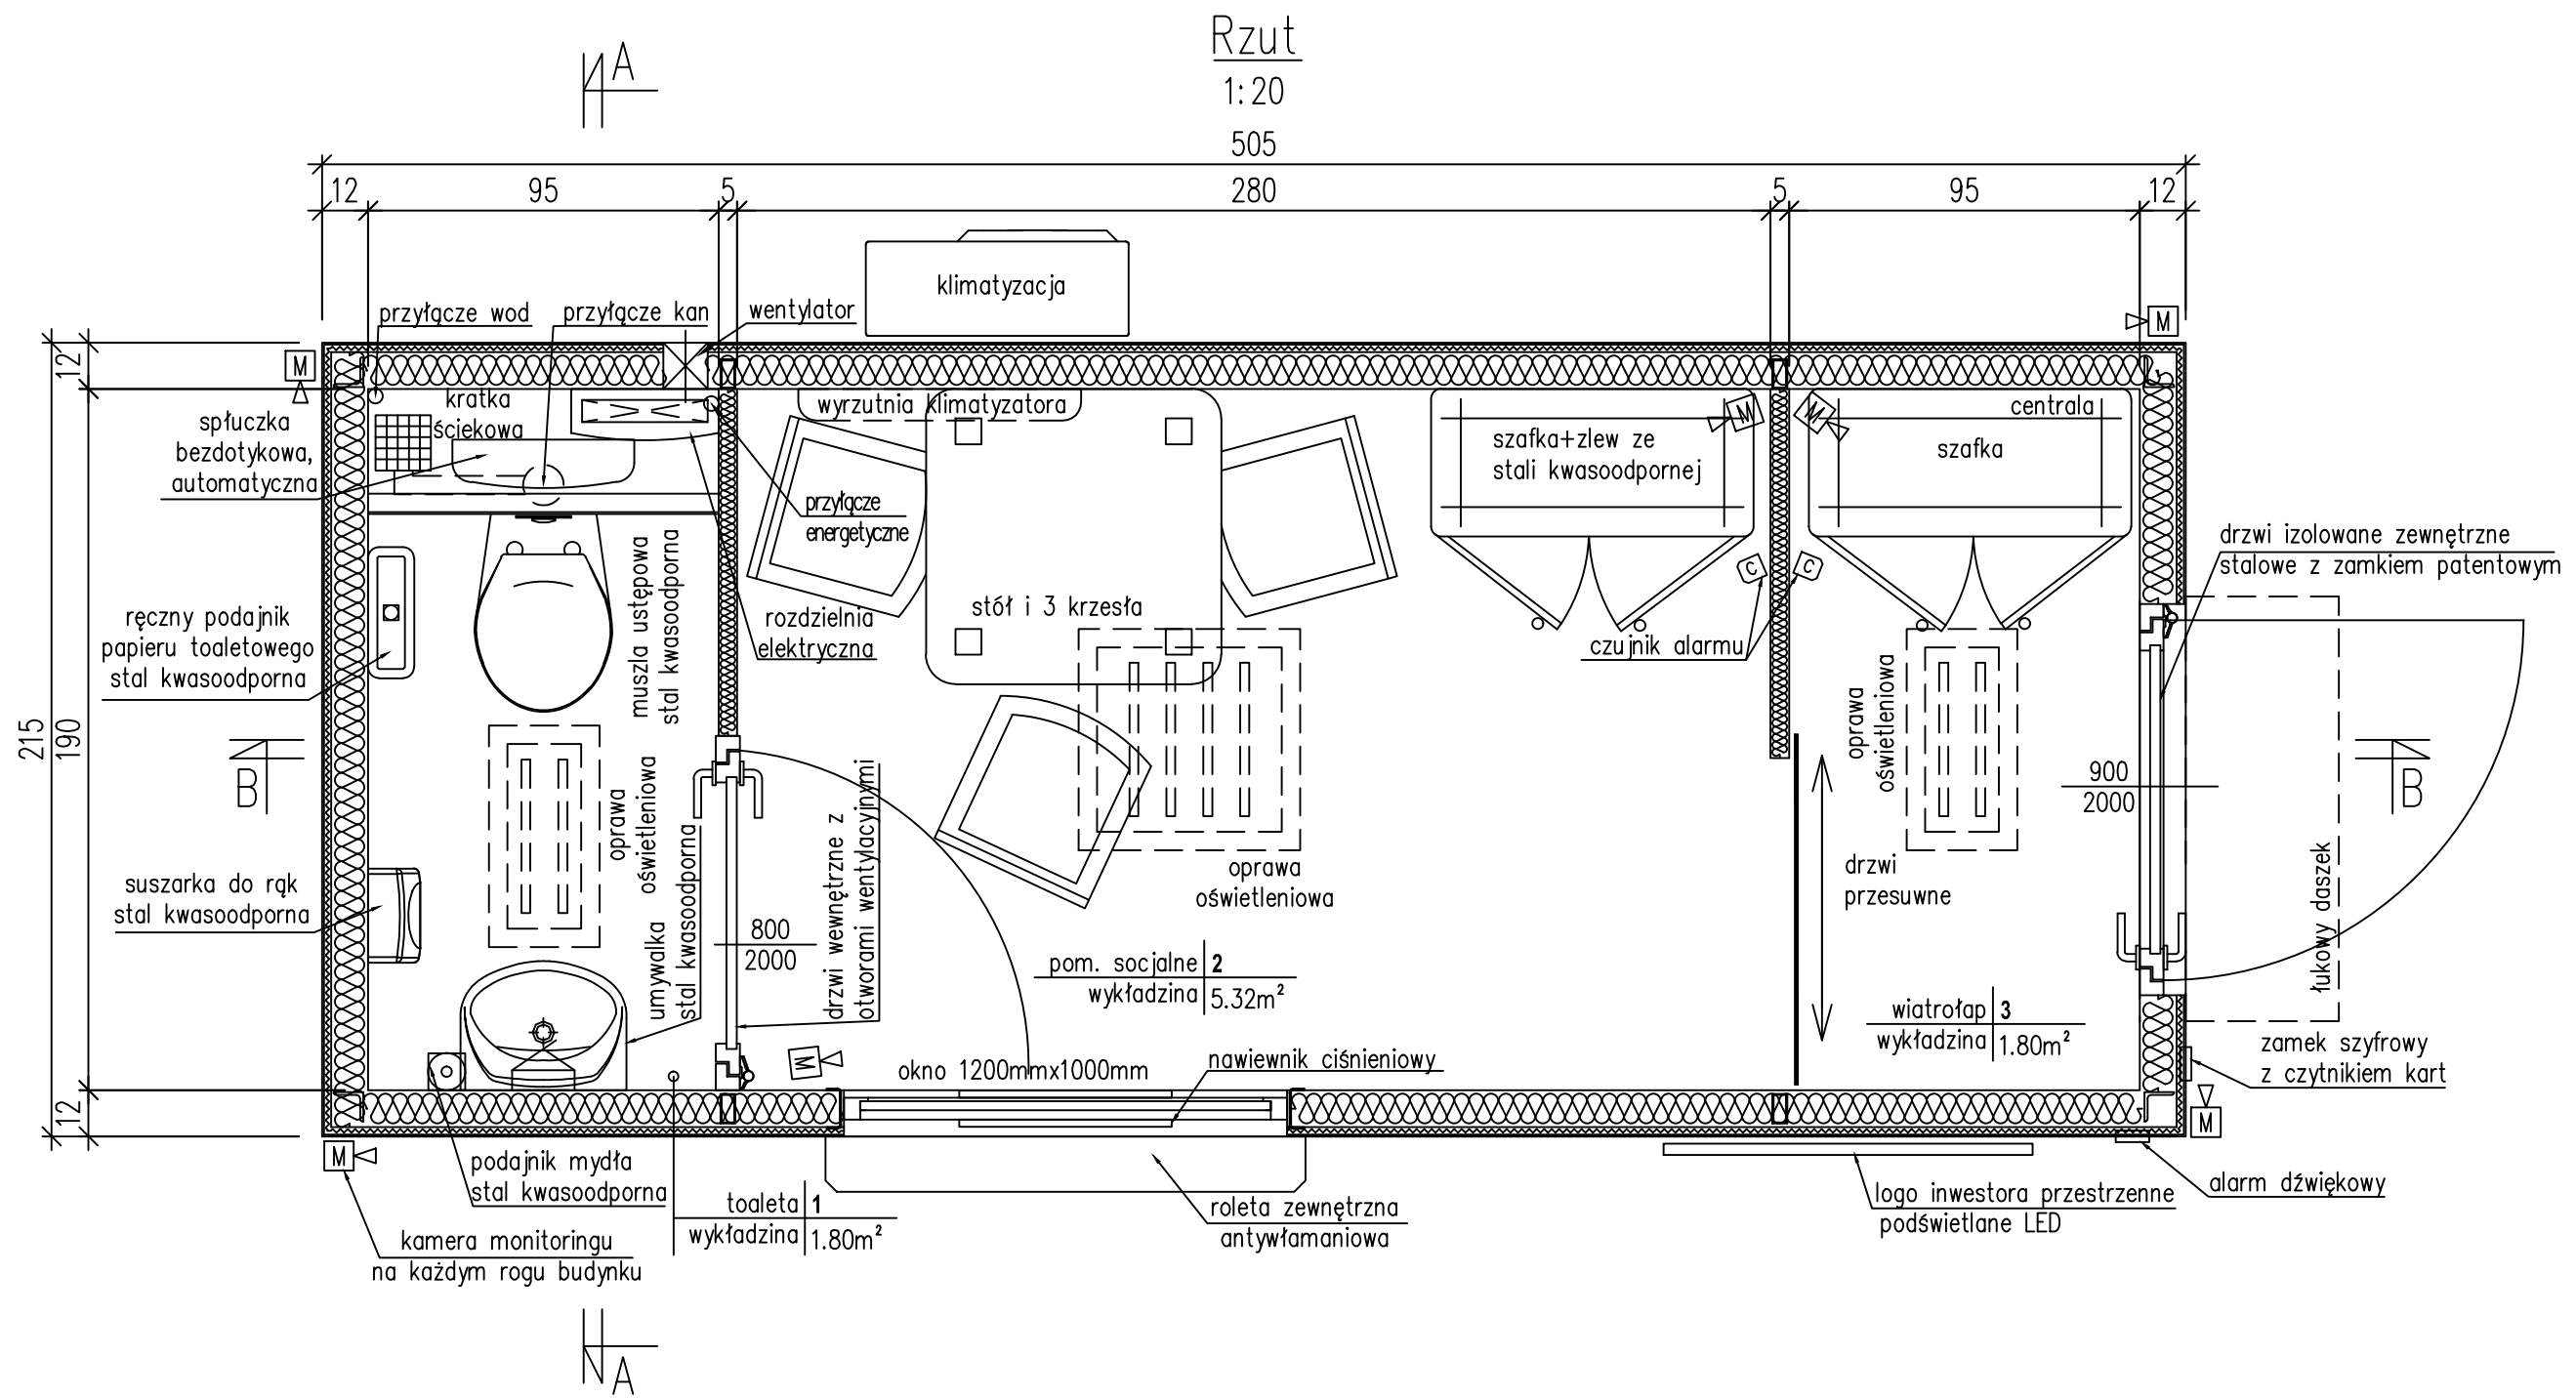 Rzut
1:20
A
505
12
95
5
280
5
95
12
klimatyzacja
przyłącze wod
przyłącze kan
wentylator
M
M
12
215
190
12
kratka
ściekowa
wyrzutnia klimatyzatora
spłuczka
bezdotykowa,
automatyczna
przyłącze
energetyczne
szafka+zlew ze
stali kwasoodpornej
M
M
centrala
szafka
drzwi izolowane zewnętrzne
stalowe z zamkiem patentowym
muszla ustępowa
stal kwasoodporna
C
C
stół i 3 krzesła
ręczny podajnik
papieru toaletowego
stal kwasoodporna
rozdzielnia
elektryczna
czujnik alarmu
oprawa
oświetleniowa
B
B
900
2000
oprawa
oświetleniowa
umywalka
stal kwasoodporna
drzwi wewnętrzne z
otworami wentylacyjnymi
oprawa
oświetleniowa
drzwi
przesuwne
łukowy daszek
suszarka do rąk
stal kwasoodporna
800
2000
pom. socjalne 2
wykładzina 5.32m²
wiatrołap 3
wykładzina 1.80m²
M
okno 1200mmx1000mm
nawiewnik ciśnieniowy
zamek szyfrowy
z czytnikiem kart
M
M
podajnik mydła
stal kwasoodporna
toaleta 1
wykładzina 1.80m²
roleta zewnętrzna
antywłamaniowa
logo inwestora przestrzenne
podświetlane LED
alarm dźwiękowy
kamera monitoringu
na każdym rogu budynku
A